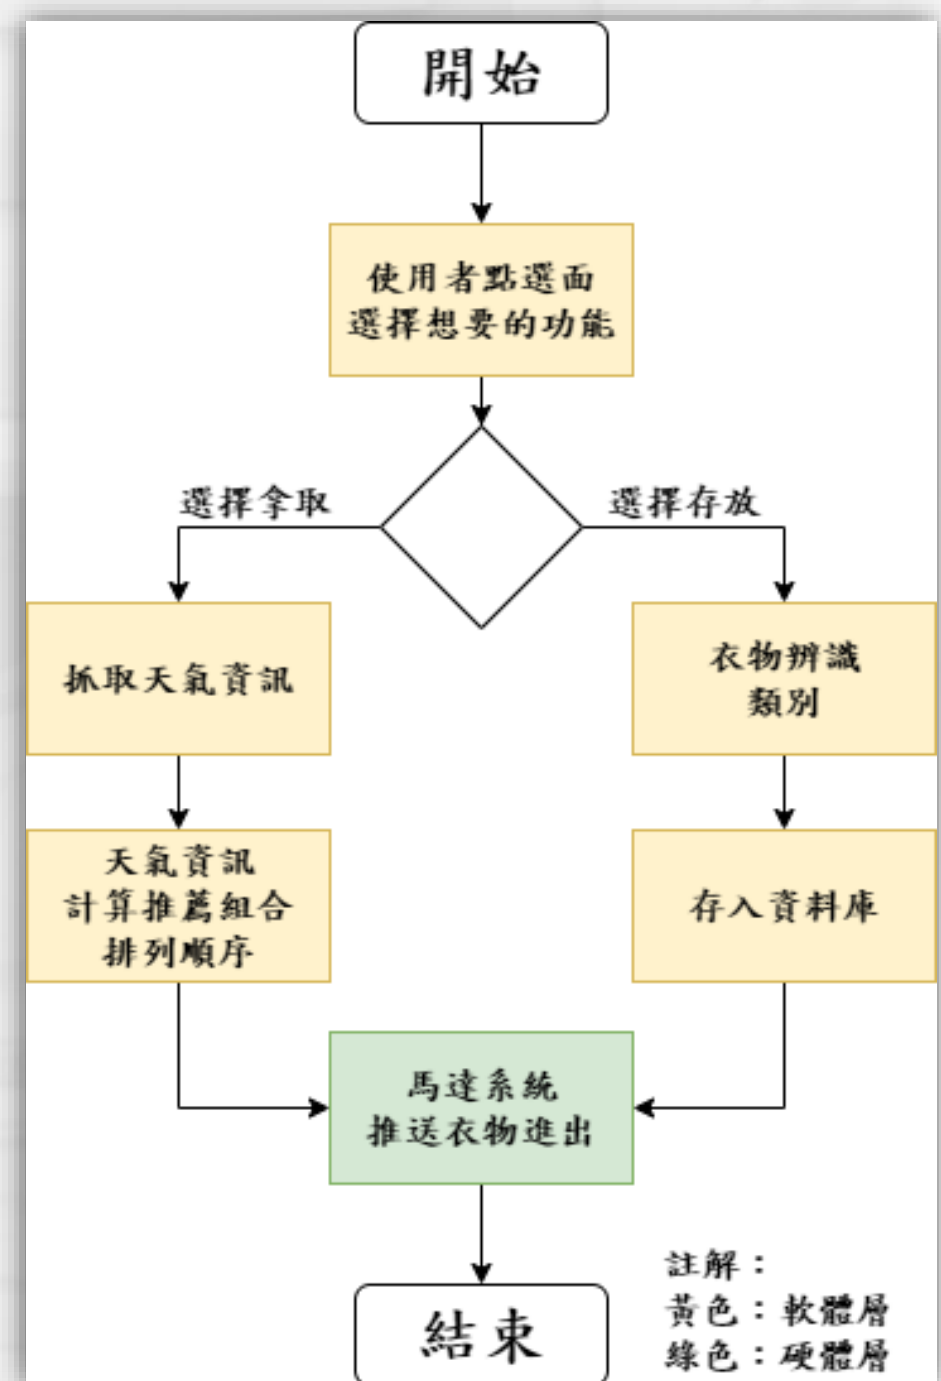 開始
使用者點選面
選擇想要的功能
選擇拿取
選擇存放
抓取天氣資訊
衣物辨識
類別
天氣資訊
計算推薦組合
排列順序
存入資料庫
馬達系統
推送衣物進出
結束
註解：
黃色：軟體層
綠色：硬體層